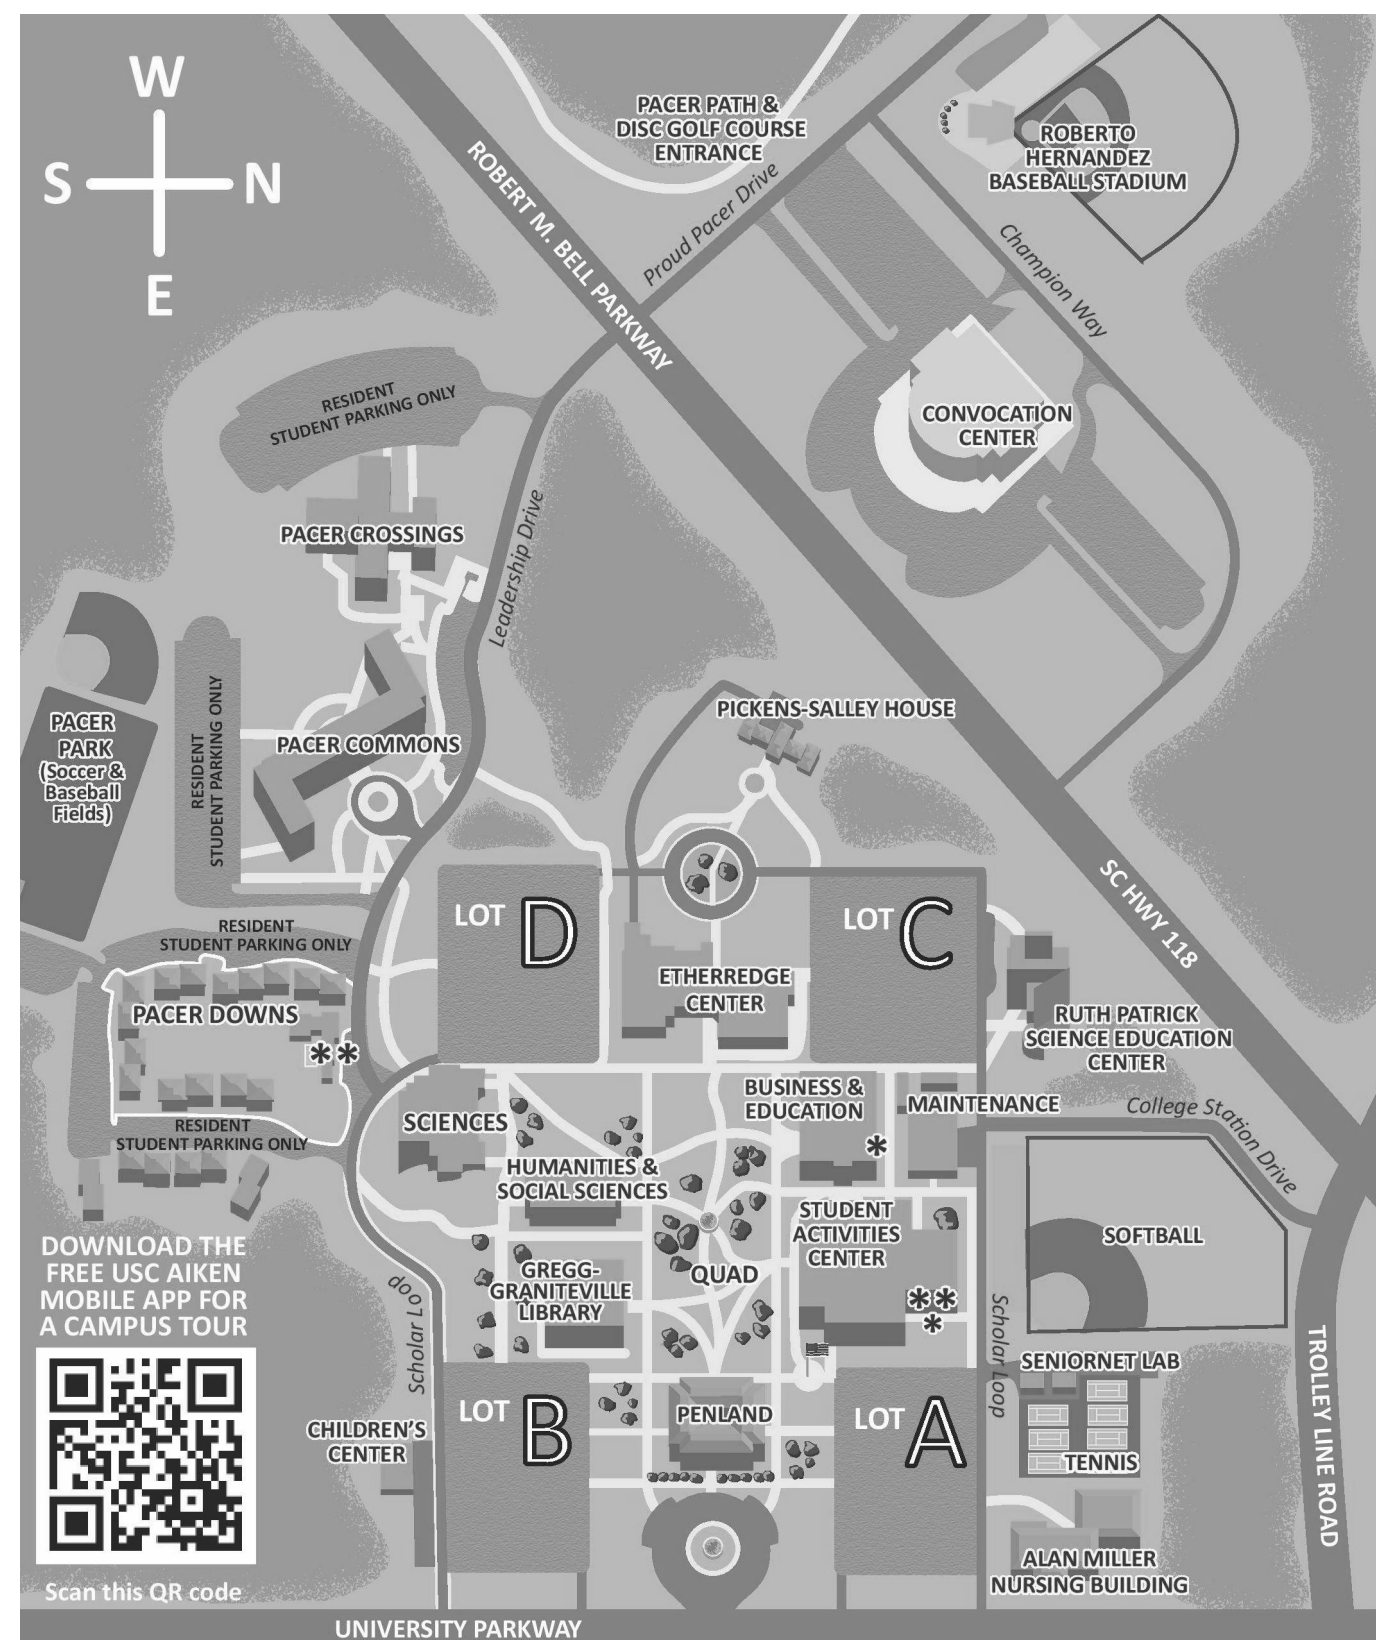 W
S
N
E
PACER PATH &
DISC GOLF COURSE
ENTRANCE
ROBERTO
HERNANDEZ
BASEBALL STADIUM
ROBERT M. BELL PARKWAY
Proud Pacer Drive
Champion Way
RESIDENT
STUDENT PARKING ONLY
CONVOCATION
CENTER
PACER CROSSINGS
Leadership Drive
PACER
PARK
(Soccer &
Baseball
Fields)
RESIDENT
STUDENT PARKING ONLY
PACER COMMONS
PICKENS-SALLEY HOUSE
SC HWY 118
LOT D
LOT C
RESIDENT
STUDENT PARKING ONLY
ETHERREDGE
CENTER
PACER DOWNS
**
RUTH PATRICK
SCIENCE EDUCATION
CENTER
BUSINESS &
EDUCATION
*
MAINTENANCE
College Station Drive
SCIENCES
RESIDENT
STUDENT PARKING ONLY
HUMANITIES &
SOCIAL SCIENCES
STUDENT
ACTIVITIES
CENTER
**
*
SOFTBALL
QUAD
GREGG-
GRANITEVILLE
LIBRARY
DOWNLOAD THE
FREE USC AIKEN
MOBILE APP FOR
A CAMPUS TOUR
Scholar Loop
Scholar Loop
SENIORNET LAB
TROLLEY LINE ROAD
CHILDREN'S
CENTER
LOT B
PENLAND
LOT A
TENNIS
ALAN MILLER
NURSING BUILDING
Scan this QR code
UNIVERSITY PARKWAY